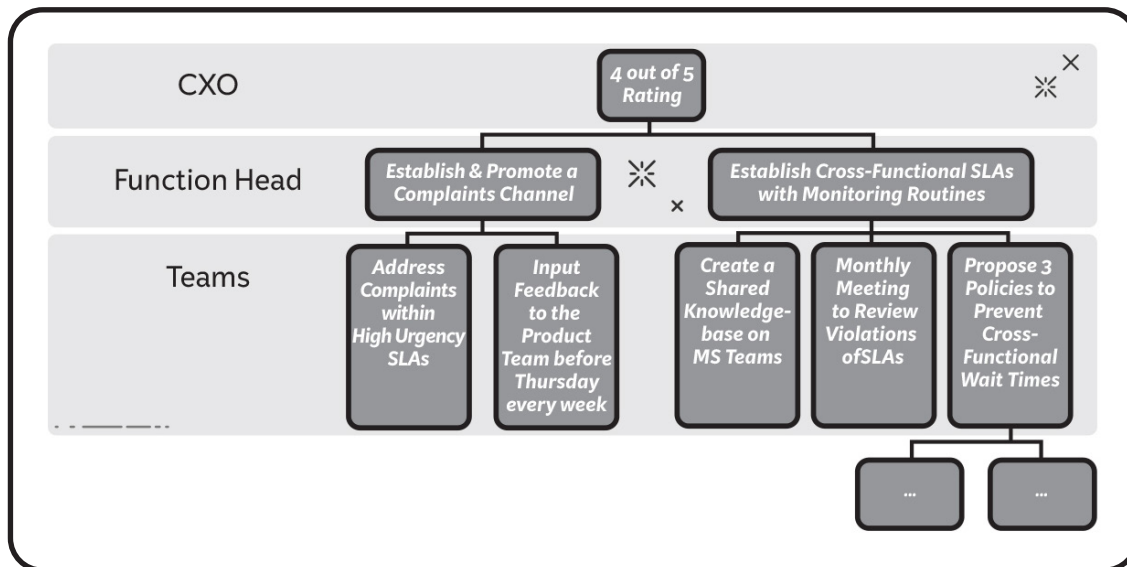 CXO
4 out of 5
Rating
Function Head
Establish & Promote a
Complaints Channel
Establish Cross-Functional SLAs
with Monitoring Routines
Teams
Address
Complaints
within
High Urgency
SLAs
Input
Feedback
to the
Product
Team before
Thursday
every week
Create a
Shared
Knowledge-
base on
MS Teams
Monthly
Meeting
to Review
Violations
ofSLAs
Propose 3
Policies to
Prevent
Cross-
Functional
Wait Times
...
...